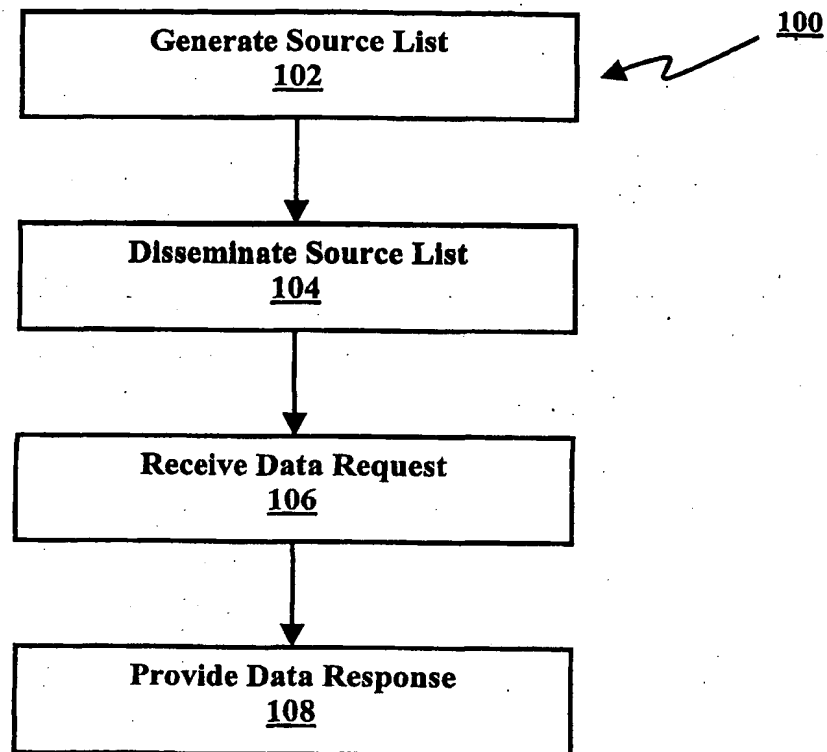 100
Generate Source List
102
Disseminate Source List
104
Receive Data Request
106
Provide Data Response
108